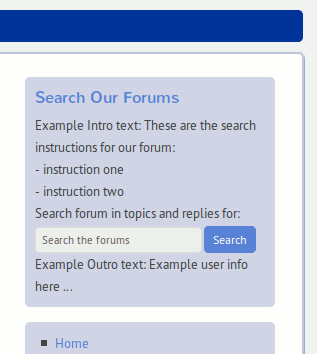 Search Our Forums
Example Intro text: These are the search
instructions for our forum:
- instruction one
- instruction two
Search forum in topics and replies for:
Search the forums Search
Example Outro text: Example user info
here ...
Home